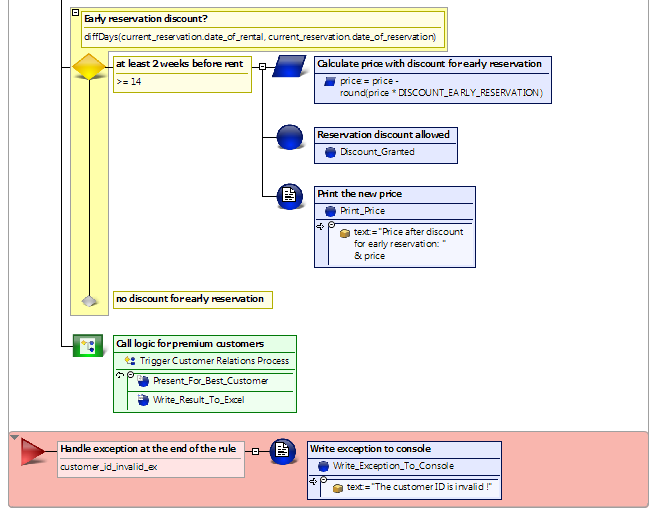 Early reservation discount?
diffDays(current_reservation.date_of_rental, current_reservation.date_of_reservation)
at least 2 weeks before rent
>= 14
Calculate price with discount for early reservation
price:= price -
round(price * DISCOUNT_EARLY_RESERVATION)
Reservation discount allowed
Discount_Granted
Print the new price
Print_Price
text:="Price after discount
for early reservation: "
& price
no discount for early reservation
Call logic for premium customers
Trigger Customer Relations Process
Present_For_Best_Customer
Write_Result_To_Excel
Handle exception at the end of the rule
customer_id_invalid_ex
Write exception to console
Write_Exception_To_Console
text:="The customer ID is invalid !"